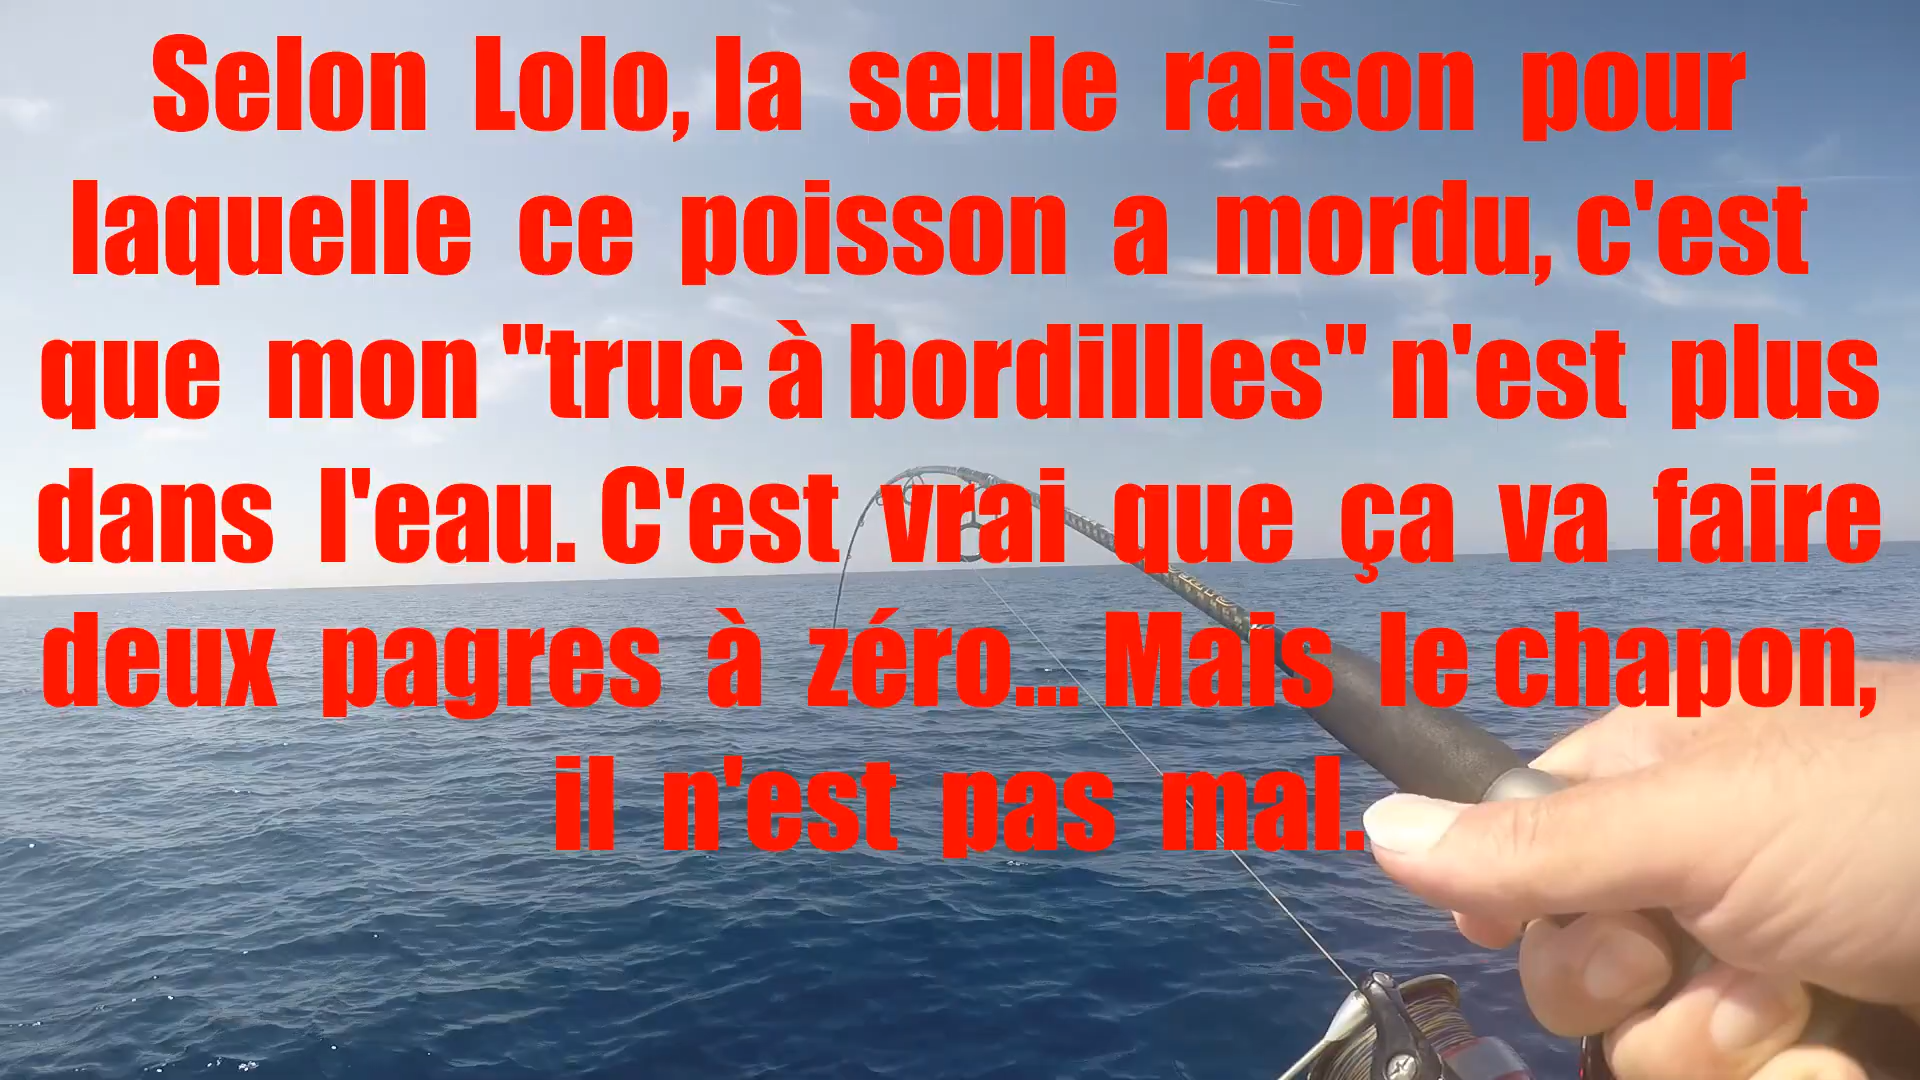 Selon Lolo, la seule raison pour
laquelle ce poisson a mordu, c'est
que mon "truc à bordillles" n'est plus
dans l'eau. C'est vrai que ça va faire
deux pagres à zéro... Mais le chapon,
il n'est pas mal.